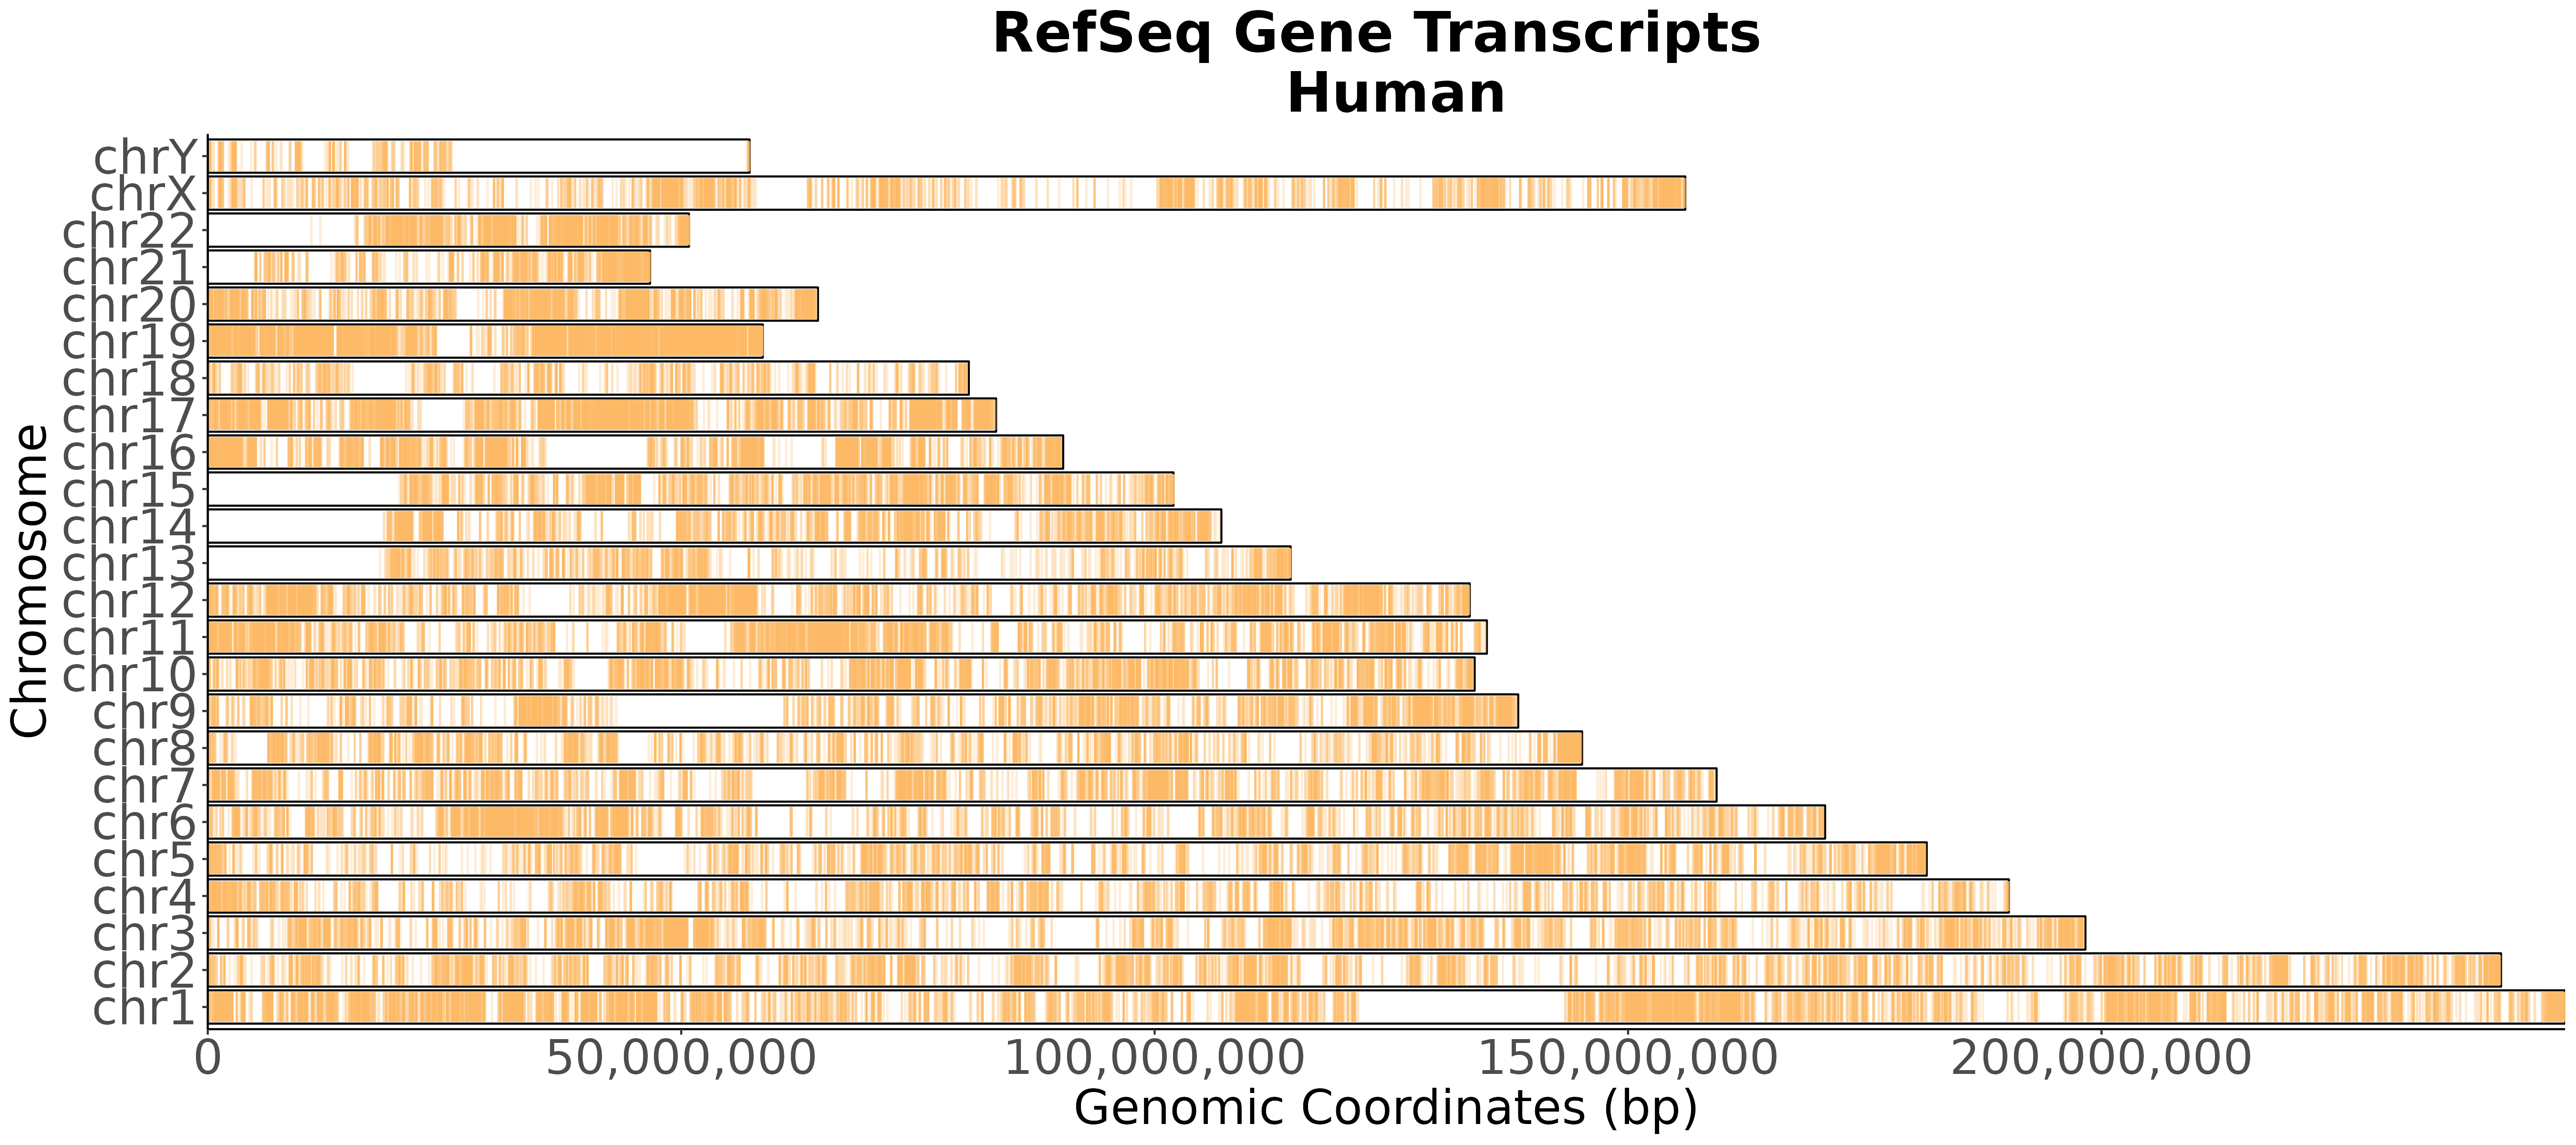 RefSeq Gene Transcripts
Human
Chromosome
chrY
chrX
chr22
chr21
chr20
chr19
chr18
chr17
chr16
chr15
chr14
chr13
chr12
chr11
chr10
chr9
chr8
chr7
chr6
chr5
chr4
chr3
chr2
chr1
0 50,000,000 100,000,000 150,000,000 200,000,000
Genomic Coordinates (bp)